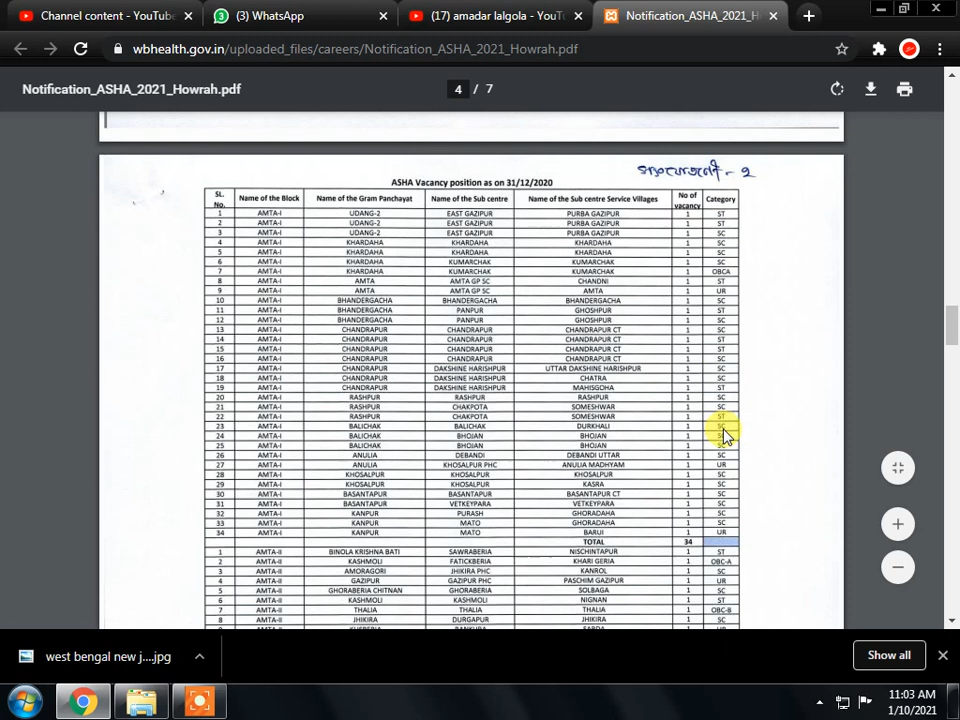 Channel content - YouTube
(3) WhatsApp
(17) amadar lalgola - YouT
Notification_ASHA_2021_H
wbhealth.gov.in/uploaded_files/careers/Notification_ASHA_2021_Howrah.pdf
Notification_ASHA_2021_Howrah.pdf
4 / 7
ASHA Vacancy position as on 31/12/2020
SL. No. Name of the Block Name of the Gram Panchayat Name of the Sub centre Name of the Sub centre Service Villages No of vacancy Category
1 AMTA-I UDANG-2 EAST GAZIPUR PURBA GAZIPUR 1 ST
2 AMTA-I UDANG-2 EAST GAZIPUR PURBA GAZIPUR 1 ST
3 AMTA-I UDANG-2 EAST GAZIPUR PURBA GAZIPUR 1 SC
4 AMTA-I KHARDAHA KHARDAHA KHARDAHA 1 SC
5 AMTA-I KHARDAHA KHARDAHA KHARDAHA 1 SC
6 AMTA-I KHARDAHA KUMARCHAK KUMARCHAK 1 SC
7 AMTA-I KHARDAHA KUMARCHAK KUMARCHAK 1 OBCA
8 AMTA-I AMTA AMTA GP SC CHANDNI 1 ST
9 AMTA-I AMTA AMTA GP SC AMTA 1 UR
10 AMTA-I BHANDERGACHA BHANDERGACHA BHANDERGACHA 1 SC
11 AMTA-I BHANDERGACHA PANPUR GHOSHPUR 1 ST
12 AMTA-I BHANDERGACHA PANPUR GHOSHPUR 1 SC
13 AMTA-I CHANDRAPUR CHANDRAPUR CHANDRAPUR CT 1 SC
14 AMTA-I CHANDRAPUR CHANDRAPUR CHANDRAPUR CT 1 ST
15 AMTA-I CHANDRAPUR CHANDRAPUR CHANDRAPUR CT 1 ST
16 AMTA-I CHANDRAPUR CHANDRAPUR CHANDRAPUR CT 1 SC
17 AMTA-I CHANDRAPUR DAKSHINE HARISHPUR UTTAR DAKSHINE HARISHPUR 1 SC
18 AMTA-I CHANDRAPUR DAKSHINE HARISHPUR CHATRA 1 SC
19 AMTA-I CHANDRAPUR DAKSHINE HARISHPUR MAHISGOHA 1 ST
20 AMTA-I RASHPUR RASHPUR RASHPUR 1 SC
21 AMTA-I RASHPUR CHAKPOTA SOMESHWAR 1 SC
22 AMTA-I RASHPUR CHAKPOTA SOMESHWAR 1 ST
23 AMTA-I BALICHAK BALICHAK DURKHALI 1 SC
24 AMTA-I BALICHAK BHOJAN BHOJAN 1
25 AMTA-I BALICHAK BHOJAN BHOJAN 1 SC
26 AMTA-I ANULIA DEBANDI DEBANDI UTTAR 1 SC
27 AMTA-I ANULIA KHOSALPUR PHC ANULIA MADHYAM 1 UR
28 AMTA-I KHOSALPUR KHOSALPUR KHOSALPUR 1 SC
29 AMTA-I KHOSALPUR KHOSALPUR KASRA 1 SC
30 AMTA-I BASANTAPUR BASANTAPUR BASANTAPUR CT 1 SC
31 AMTA-I BASANTAPUR VETKEYPARA VETKEYPARA 1 SC
32 AMTA-I KANPUR PURASH GHORADAHA 1 SC
33 AMTA-I KANPUR MATO GHORADAHA 1 SC
34 AMTA-I KANPUR MATO BARUI 1 UR
TOTAL 34
1 AMTA-II BINOLA KRISHNA BATI SAWRABERIA NISCHINTAPUR 1 ST
2 AMTA-II KASHMOLI FATICKBERIA KHARI GERIA 1 OBC-A
3 AMTA-II AMORAGORI JHIKIRA PHC KANROL 1 SC
4 AMTA-II GAZIPUR GAZIPUR PHC PASCHIM GAZIPUR 1 UR
5 AMTA-II GHORABERIA CHITNAN GHORABERIA SOLBAGA 1 SC
6 AMTA-II KASHMOLI KASHMOLI NIGNAN 1 ST
7 AMTA-II THALIA THALIA THALIA 1 OBC-B
8 AMTA-II JHIKIRA DURGAPUR JHIKIRA 1 SC
west bengal new j....jpg
Show all
11:03 AM
1/10/2021